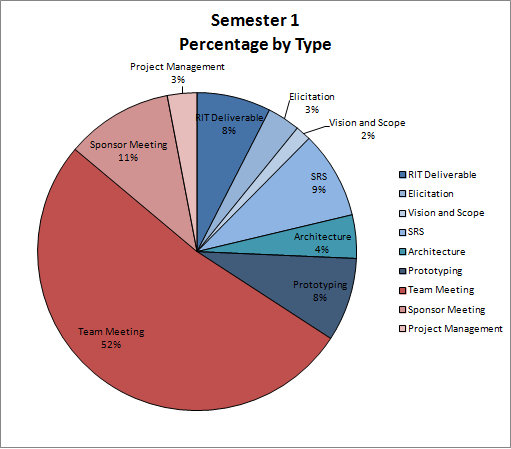 Semester 1
Percentage by Type
Project Management
3%
RIT Deliverable
8%
Elicitation
3%
Vision and Scope
2%
Sponsor Meeting
11%
SRS
9%
Architecture
4%
Prototyping
8%
Team Meeting
52%
RIT Deliverable
Elicitation
Vision and Scope
SRS
Architecture
Prototyping
Team Meeting
Sponsor Meeting
Project Management